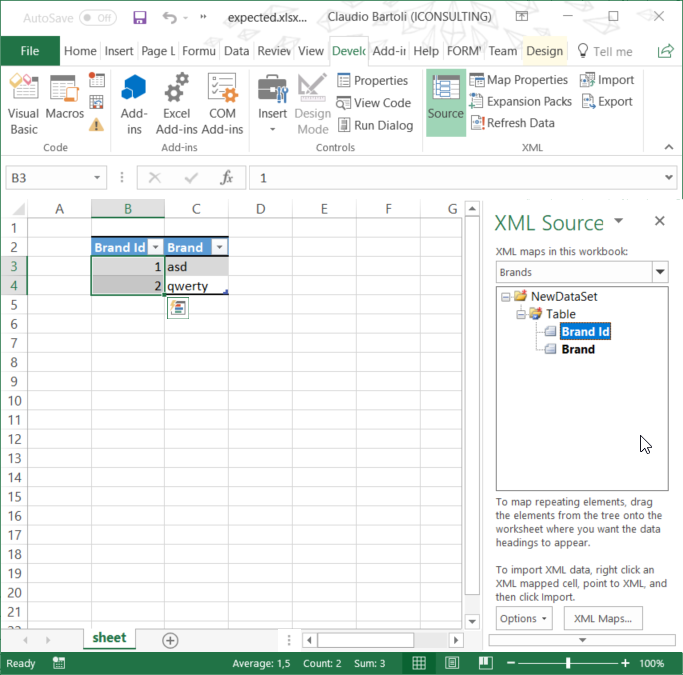 AutoSave Off expected.xlsx... Claudio Bartoli (ICONSULTING)
File Home Insert Page L Formu Data Reviev View Develo Add-i Help FORM Team Design Tell me
Visual Basic
Macros
Add-ins
Excel Add-ins
COM Add-ins
Insert
Design Mode
Properties
View Code
Run Dialog
Source
Map Properties
Expansion Packs
Refresh Data
Import
Export
Code Add-ins Controls XML
B3 fx 1
A B C D E F G
1
2 Brand Id Brand
3 1 asd
4 2 qwerty
5
6
7
8
9
10
11
12
13
14
15
16
17
18
19
20
21
22
XML Source
XML maps in this workbook:
Brands
NewDataSet
Table
Brand Id
Brand
To map repeating elements, drag
the elements from the tree onto the
worksheet where you want the data
headings to appear.
To import XML data, right click an
XML mapped cell, point to XML, and
then click Import.
Options XML Maps...
sheet
Ready Average: 1,5 Count: 2 Sum: 3 100%